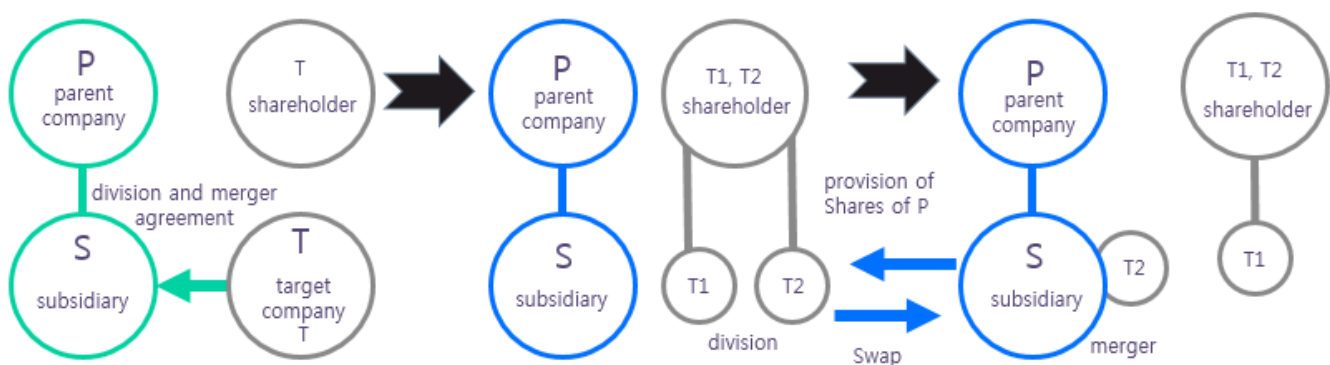 P
parent
company
T
shareholder
division and merger
agreement
S
subsidiary
T
target
company
T
P
parent
company
T1, T2
shareholder
S
subsidiary
T1
T2
division
provision of
Shares of P
Swap
P
parent
company
T1, T2
shareholder
S
subsidiary
T2
T1
merger